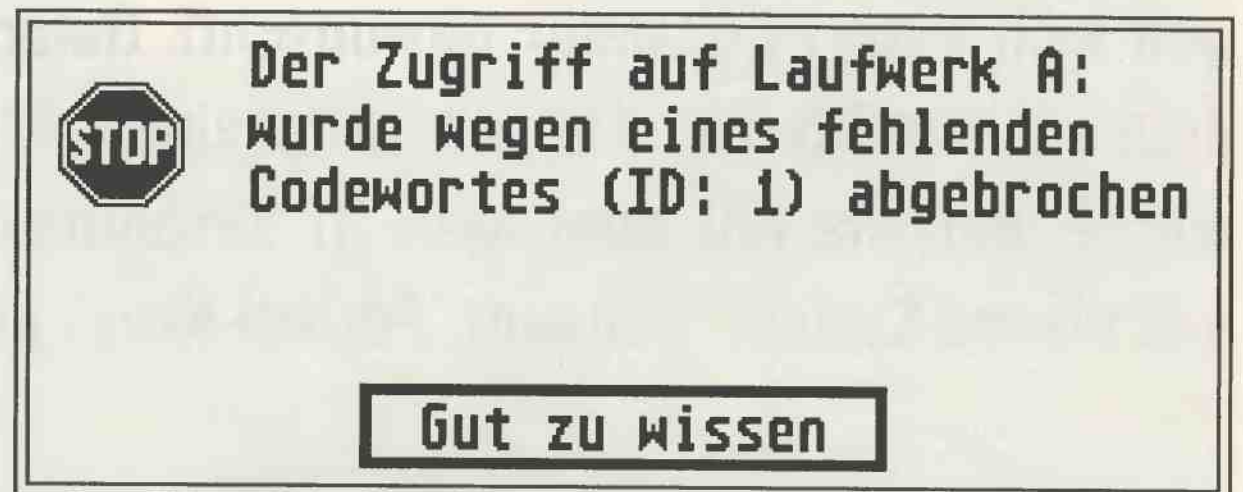 Der Zugriff auf Laufwerk A:
STOP
wurde wegen eines fehlenden
Codewortes (ID: 1) abgebrochen
Gut zu wissen